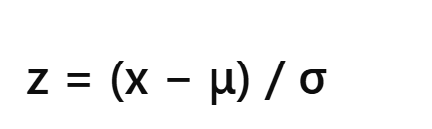 z = (x − μ) / σ